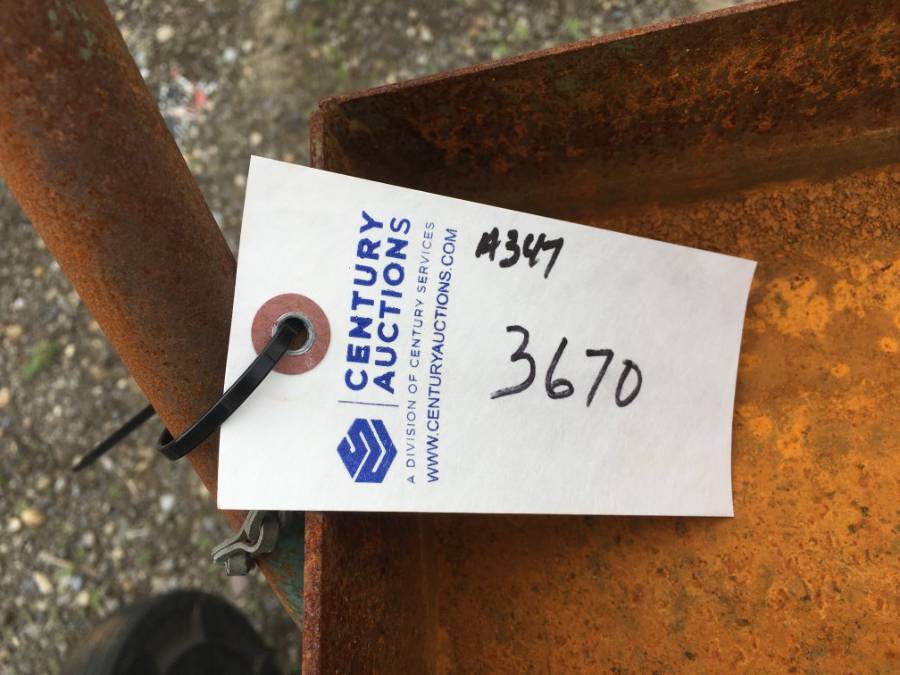 CENTURY
AUCTIONS
A DIVISION OF CENTURY SERVICES
WWW.CENTURYAUCTIONS.COM
A347
3670